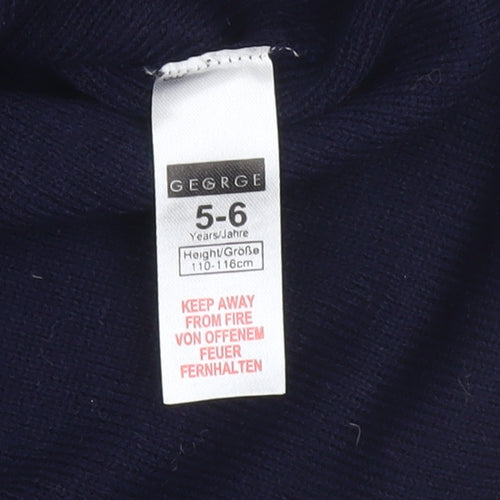 GEORGE
5-6
Years/Jahre
Height/Größe
110-116cm
KEEP AWAY
FROM FIRE
VON OFFENEM
FEUER
FERNHALTEN